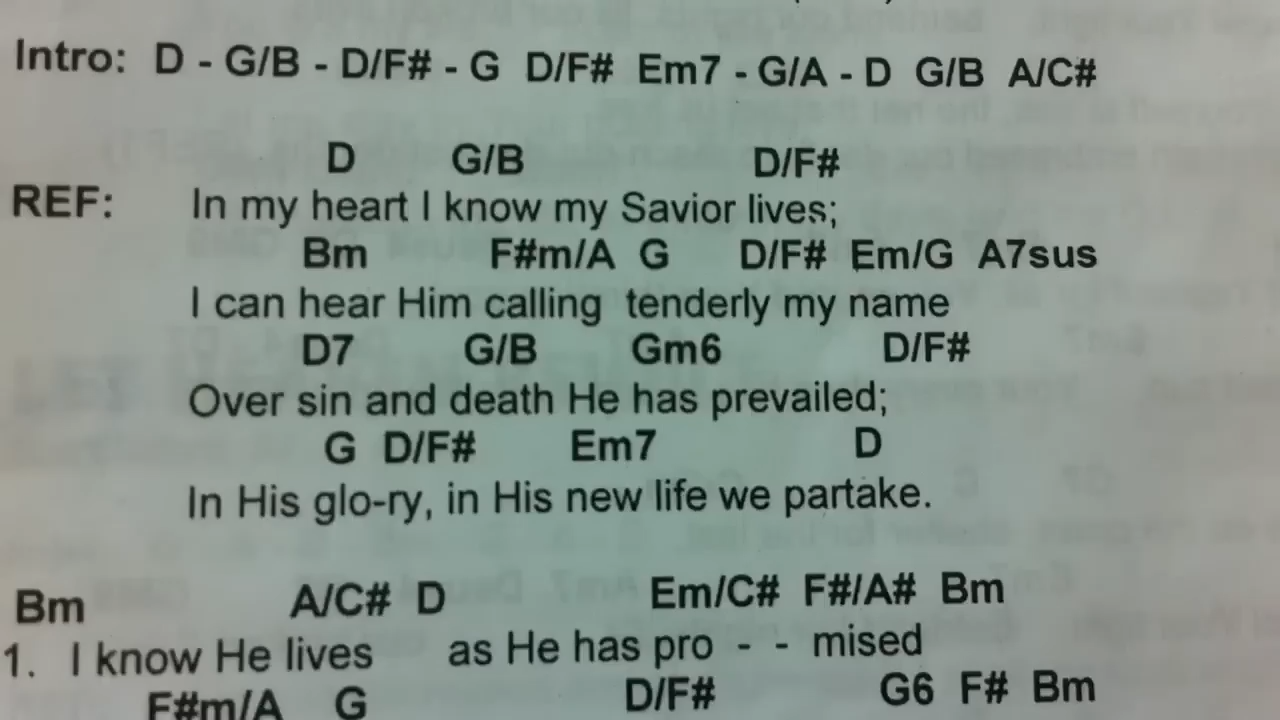 Intro: D - G/B - D/F# - G D/F# Em7 - G/A - D G/B A/C#
D G/B D/F#
REF: In my heart I know my Savior lives;
Bm F#m/A G D/F# Em/G A7sus
I can hear Him calling tenderly my name
D7 G/B Gm6 D/F#
Over sin and death He has prevailed;
G D/F# Em7 D
In His glo-ry, in His new life we partake.
Bm A/C# D Em/C# F#/A# Bm
1. I know He lives as He has pro - - mised
F#m/A G D/F# G6 F# Bm